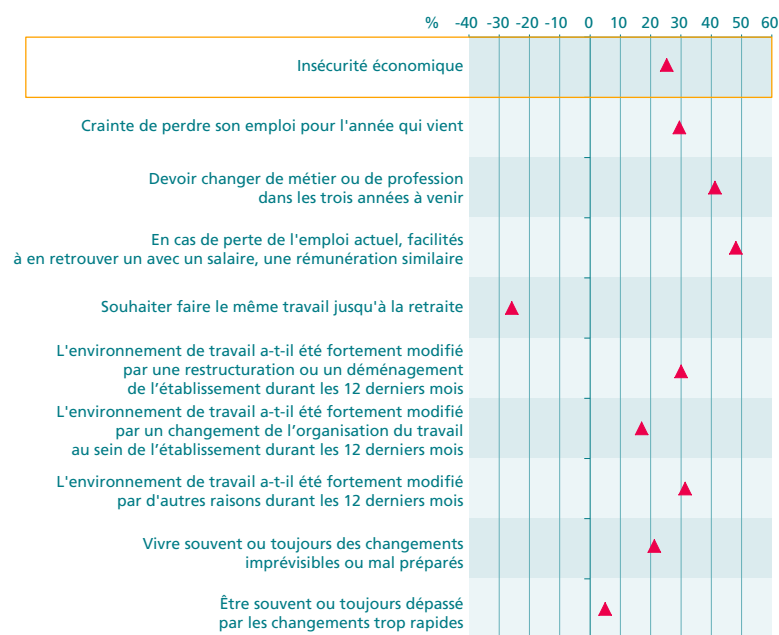 % -40 -30 -20 -10 0 10 20 30 40 50 60
Insécurité économique
Crainte de perdre son emploi pour l'année qui vient
Devoir changer de métier ou de profession
dans les trois années à venir
En cas de perte de l'emploi actuel, facilités
à en retrouver un avec un salaire, une rémunération similaire
Souhaiter faire le même travail jusqu'à la retraite
L'environnement de travail a-t-il été fortement modifié
par une restructuration ou un déménagement
de l’établissement durant les 12 derniers mois
L'environnement de travail a-t-il été fortement modifié
par un changement de l’organisation du travail
au sein de l’établissement durant les 12 derniers mois
L'environnement de travail a-t-il été fortement modifié
par d'autres raisons durant les 12 derniers mois
Vivre souvent ou toujours des changements
imprévisibles ou mal préparés
Être souvent ou toujours dépassé
par les changements trop rapides